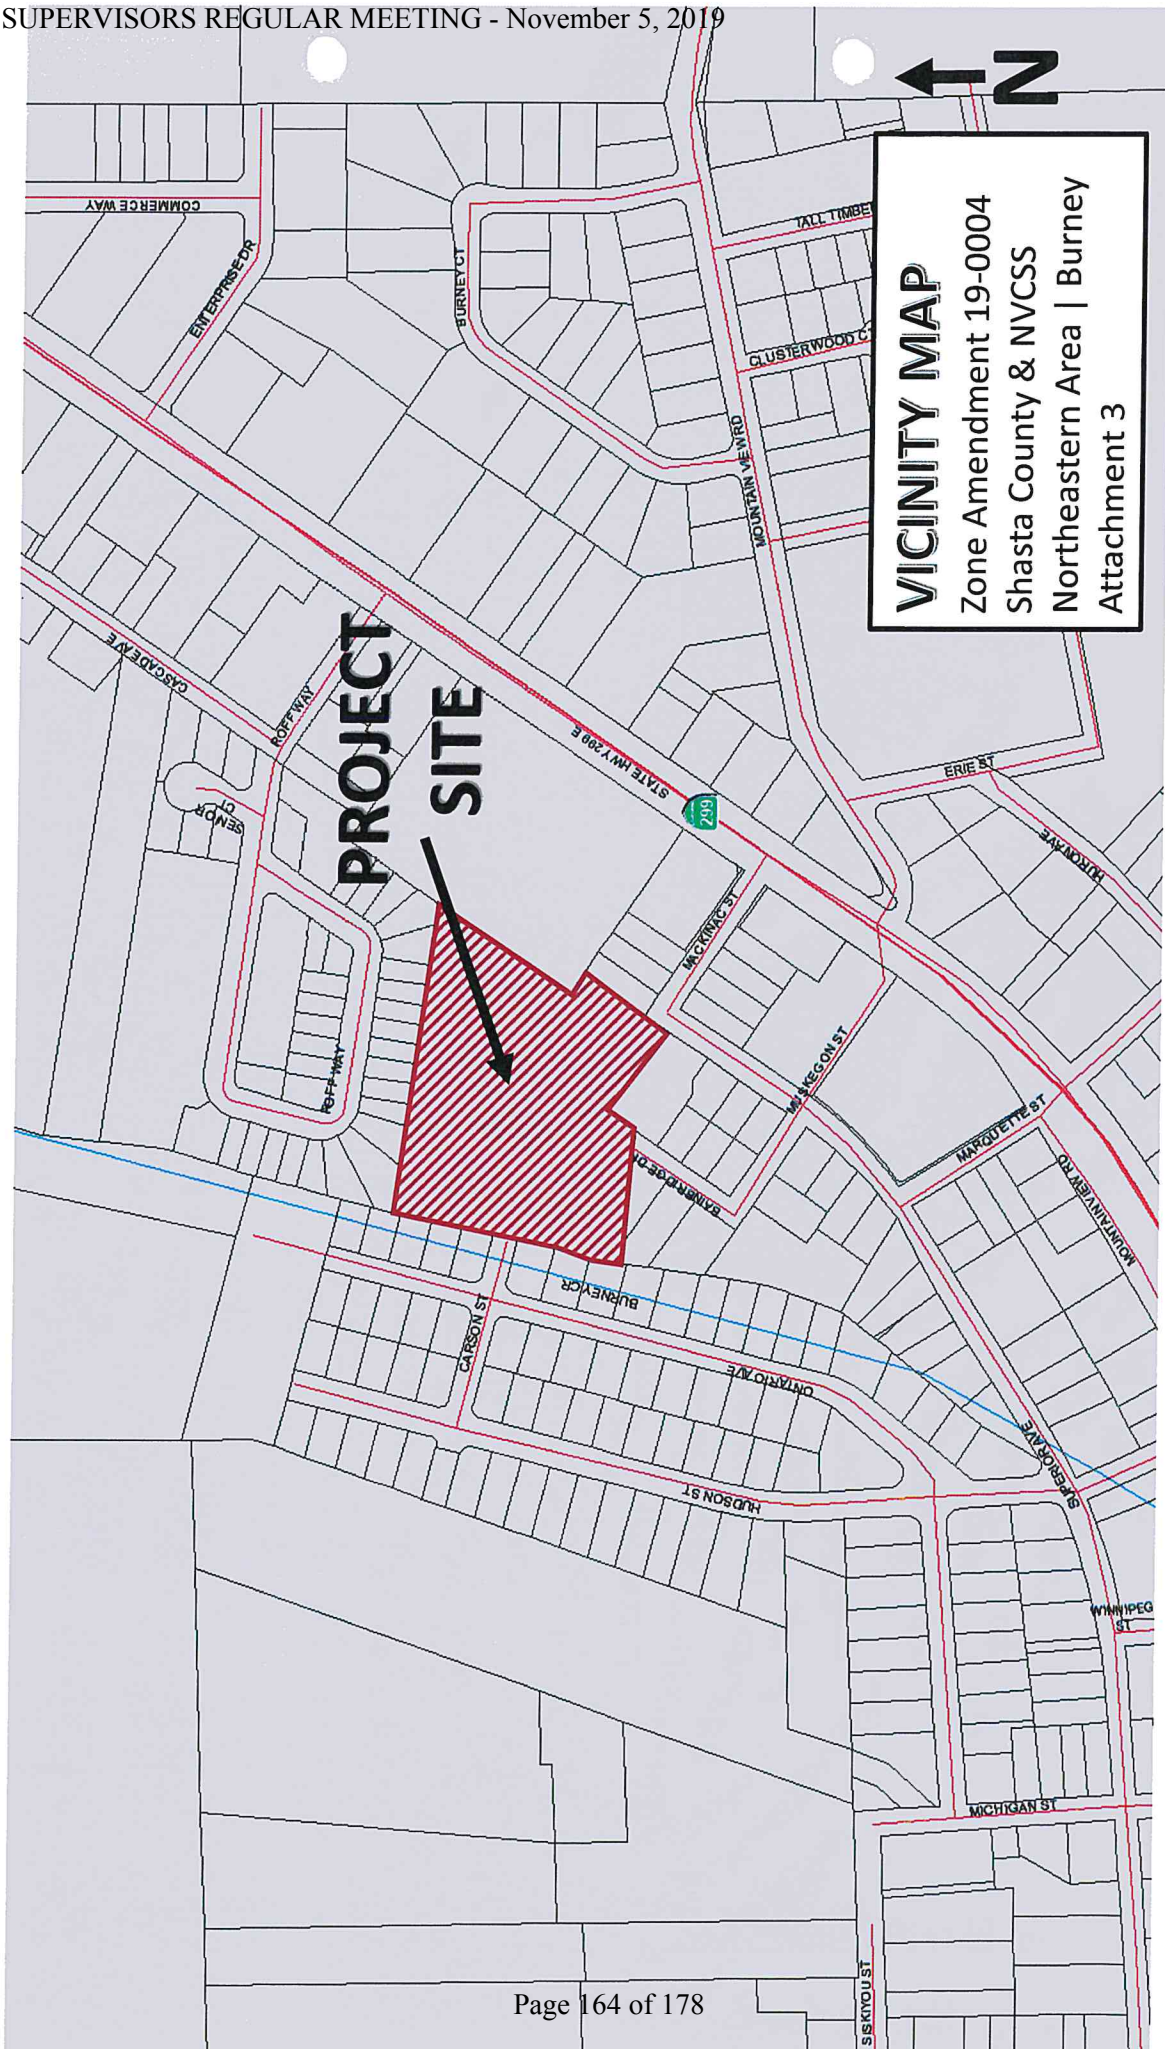 SUPERVISORS REGULAR MEETING - November 5, 2019
N
VICINITY MAP
Zone Amendment 19-0004
Shasta County & NVCSS
Northeastern Area | Burney
Attachment 3
PROJECT
SITE
COMMERCE WAY
ENTERPRISE DR
BURNEY CT
TALL TIMBE
CLUSTERWOOD C
MOUNTAIN VIEW RD
CASCADE AVE
ROFF WAY
SENIOR
CT
STATE HWY 299 E
299
ERIE ST
HURON AVE
MACKINAC ST
ROFF WAY
MUSKEGON ST
MARQUETTE ST
MOUNTAIN VIEW RD
BAINBRIDGE DR
BURNEY CR
CARSON ST
ONTARIO AVE
HUDSON ST
SUPERIOR AVE
WINNIPEG
ST
MICHIGAN ST
SISKIYOU ST
Page 164 of 178